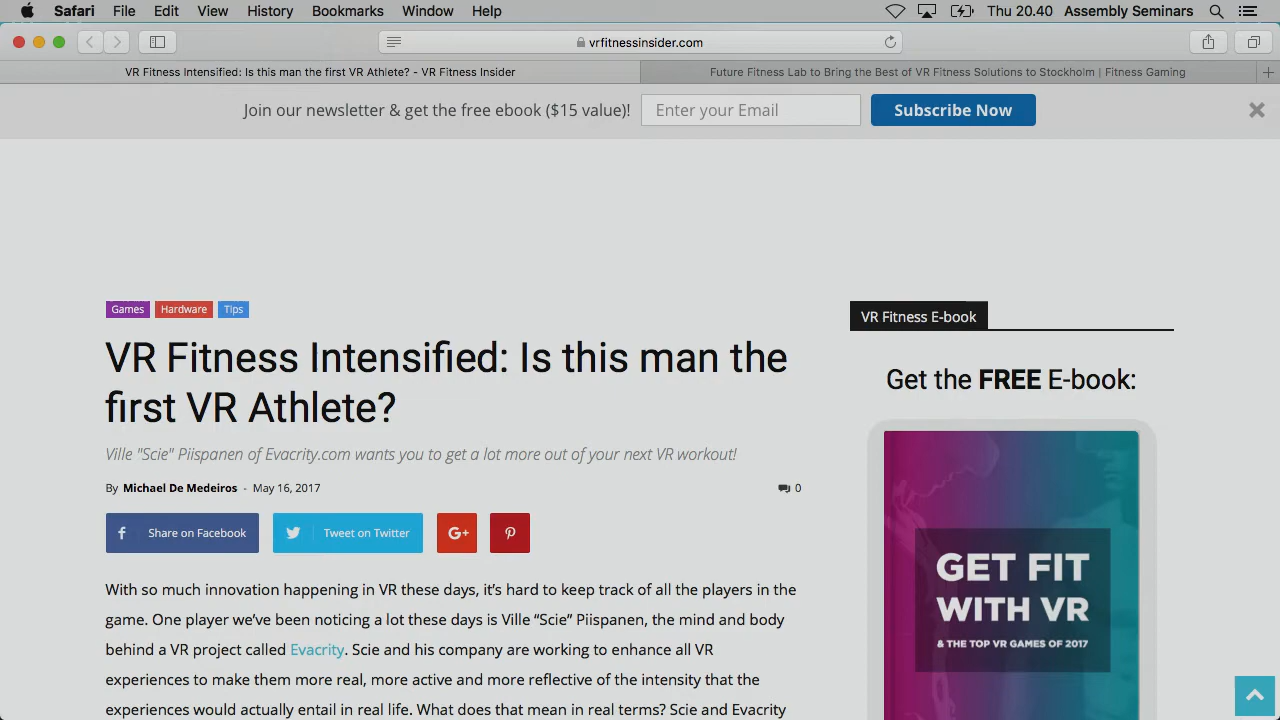 Safari File Edit View History Bookmarks Window Help Thu 20.40 Assembly Seminars
vrfitnessinsider.com
VR Fitness Intensified: Is this man the first VR Athlete? - VR Fitness Insider
Future Fitness Lab to Bring the Best of VR Fitness Solutions to Stockholm | Fitness Gaming
Join our newsletter & get the free ebook ($15 value)! Enter your Email Subscribe Now
Games Hardware Tips
VR Fitness Intensified: Is this man the
first VR Athlete?
Ville "Scie" Piispanen of Evacrity.com wants you to get a lot more out of your next VR workout!
By Michael De Medeiros - May 16, 2017 0
Share on Facebook Tweet on Twitter G+
With so much innovation happening in VR these days, it’s hard to keep track of all the players in the
game. One player we’ve been noticing a lot these days is Ville “Scie” Piispanen, the mind and body
behind a VR project called Evacrity. Scie and his company are working to enhance all VR
experiences to make them more real, more active and more reflective of the intensity that the
experiences would actually entail in real life. What does that mean in real terms? Scie and Evacrity
VR Fitness E-book
Get the FREE E-book:
GET FIT
WITH VR
& THE TOP VR GAMES OF 2017